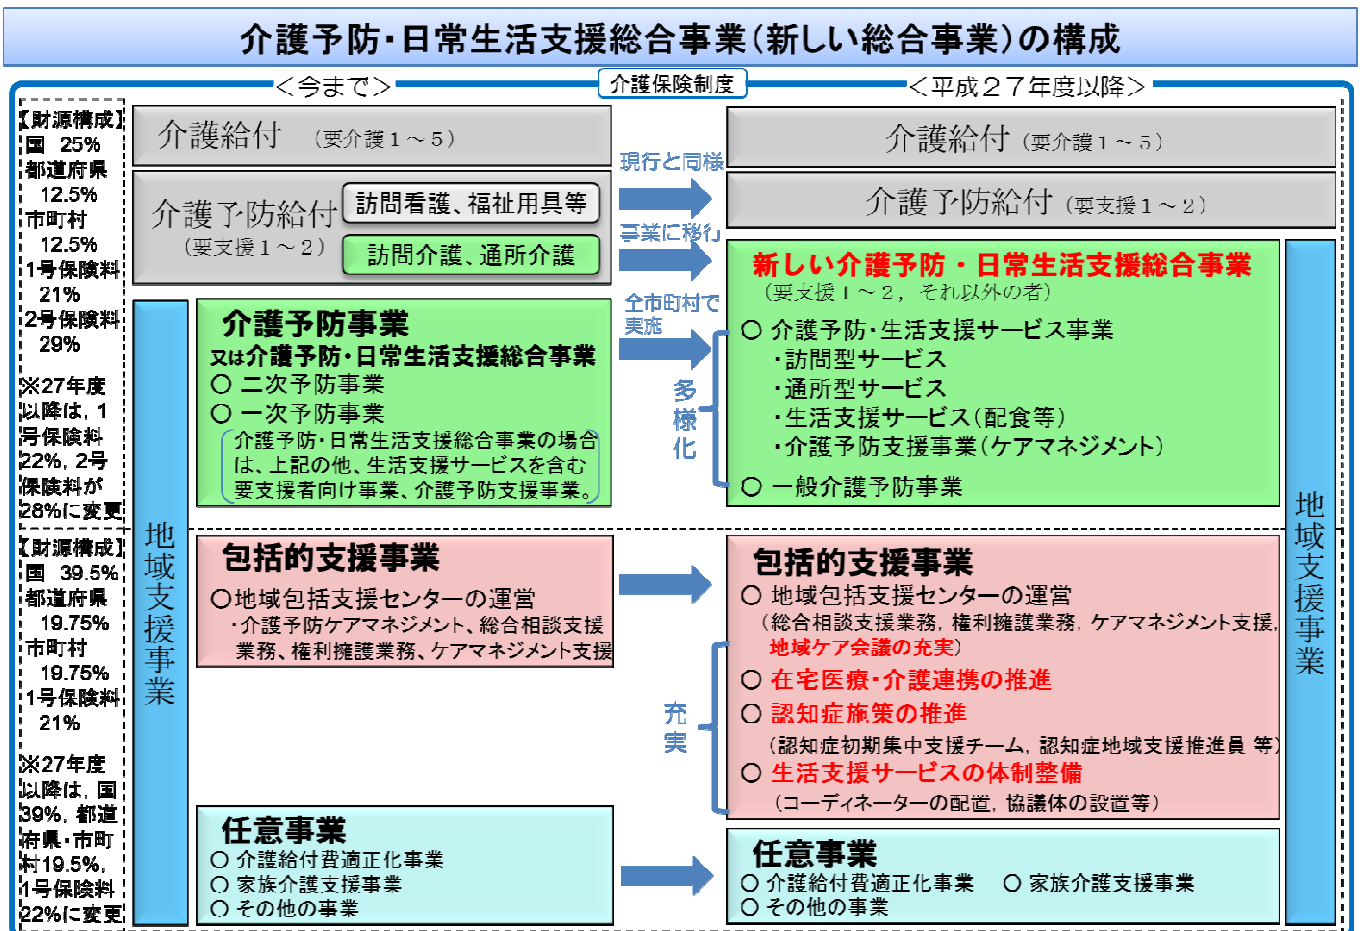 介護予防・日常生活支援総合事業(新しい総合事業)の構成
<今まで>
介護保険制度
<平成27年度以降>
【財源構成】
国 25%
都道府県
12.5%
市町村
12.5%
1号保険料
21%
2号保険料
29%
※27年度
以降は，1
号保険料
22%，2号
保険料が
28%に変更
【財源構成】
国 39.5%
都道府県
19.75%
市町村
19.75%
1号保険料
21%
※27年度
以降は，国
39%，都道
府県・市町
村19.5%，
1号保険料
22%に変更
介護給付 (要介護1～5)
介護予防給付
(要支援1～2)
訪問看護、福祉用具等
訪問介護、通所介護
地域支援事業
介護予防事業
又は介護予防・日常生活支援総合事業
○ 二次予防事業
○ 一次予防事業
介護予防・日常生活支援総合事業の場合
は、上記の他、生活支援サービスを含む
要支援者向け事業、介護予防支援事業。
包括的支援事業
○地域包括支援センターの運営
・介護予防ケアマネジメント、総合相談支援
業務、権利擁護業務、ケアマネジメント支援
任意事業
○ 介護給付費適正化事業
○ 家族介護支援事業
○ その他の事業
現行と同様
事業に移行
全市町村で
実施
多様化
充実
介護給付 (要介護1～5)
介護予防給付 (要支援1～2)
新しい介護予防・日常生活支援総合事業
(要支援1～2，それ以外の者)
○ 介護予防・生活支援サービス事業
・訪問型サービス
・通所型サービス
・生活支援サービス(配食等)
・介護予防支援事業(ケアマネジメント)
○ 一般介護予防事業
包括的支援事業
○ 地域包括支援センターの運営
(総合相談支援業務，権利擁護業務，ケアマネジメント支援，
地域ケア会議の充実)
○ 在宅医療・介護連携の推進
○ 認知症施策の推進
(認知症初期集中支援チーム，認知症地域支援推進員 等)
○ 生活支援サービスの体制整備
(コーディネーターの配置，協議体の設置等)
任意事業
○ 介護給付費適正化事業 ○ 家族介護支援事業
○ その他の事業
地域支援事業